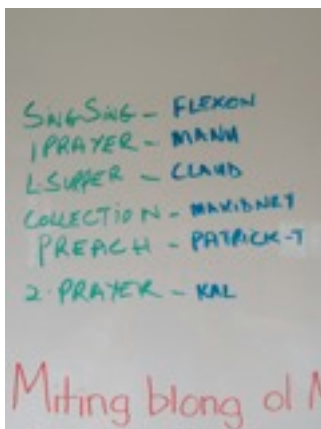 SINGSING - FLEXON
1 PRAYER - MANU
L-SUPPER - CLAUD
COLLECTION - MAKIDNEY
PREACH - PATRICK-T
2. PRAYER - KAL
Miting blong ol M